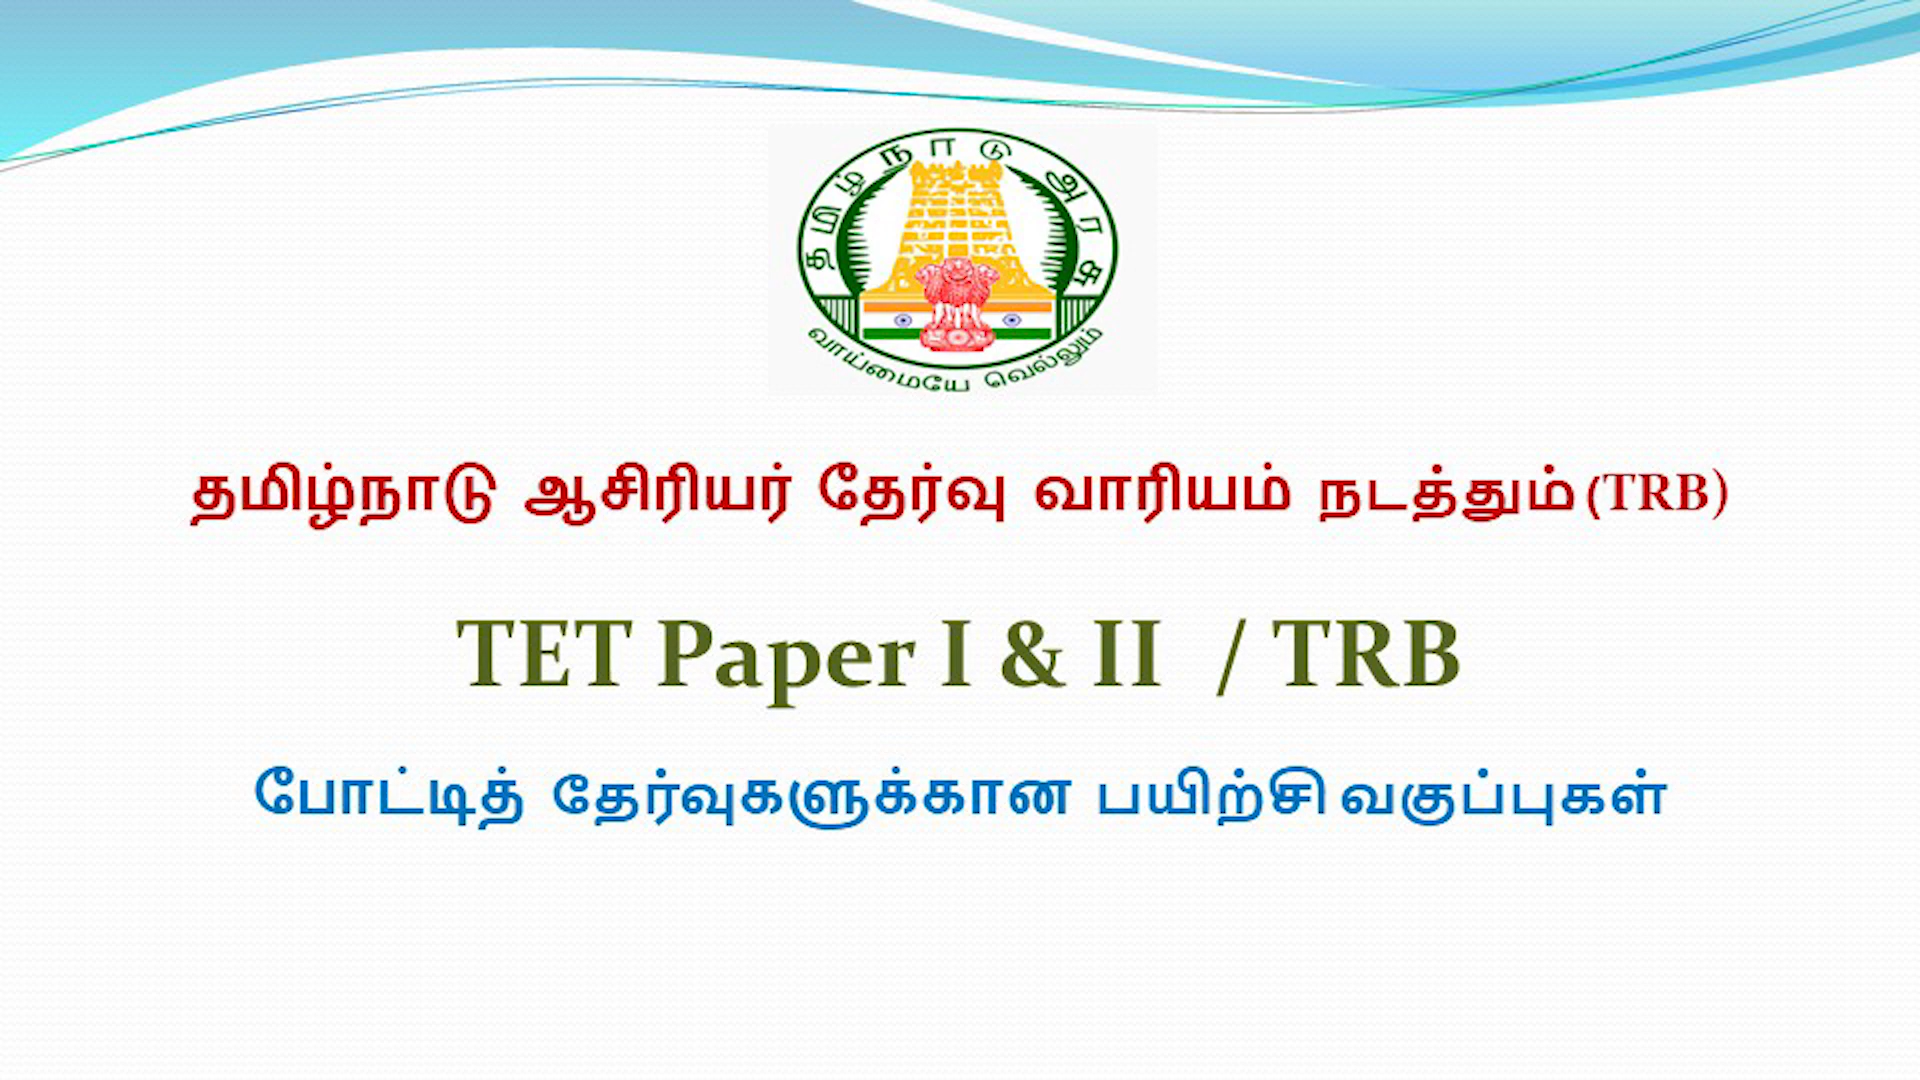 தமிழ்நாடு அரசு
வாய்மையே வெல்லும்
தமிழ்நாடு ஆசிரியர் தேர்வு வாரியம் நடத்தும் (TRB)
TET Paper I & II / TRB
போட்டித் தேர்வுகளுக்கான பயிற்சி வகுப்புகள்